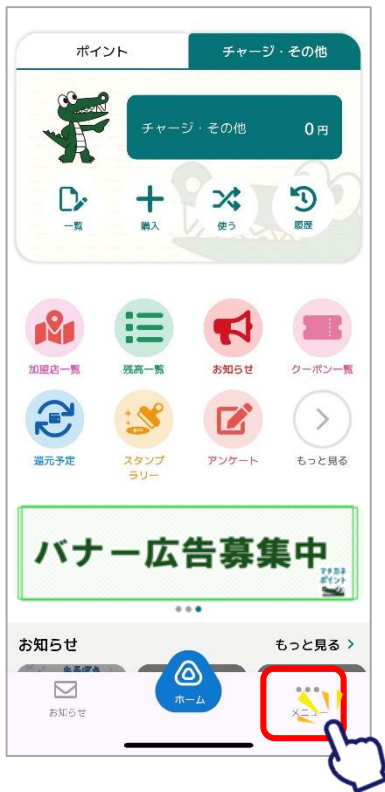 ポイント
チャージ・その他
チャージ・その他 0円
一覧
購入
使う
履歴
加盟店一覧
残高一覧
お知らせ
クーポン一覧
還元予定
スタンプ
ラリー
アンケート
もっと見る
バナー広告募集中
マチカネ
ポイント
お知らせ
もっと見る
お知らせ
ホーム
メニュー